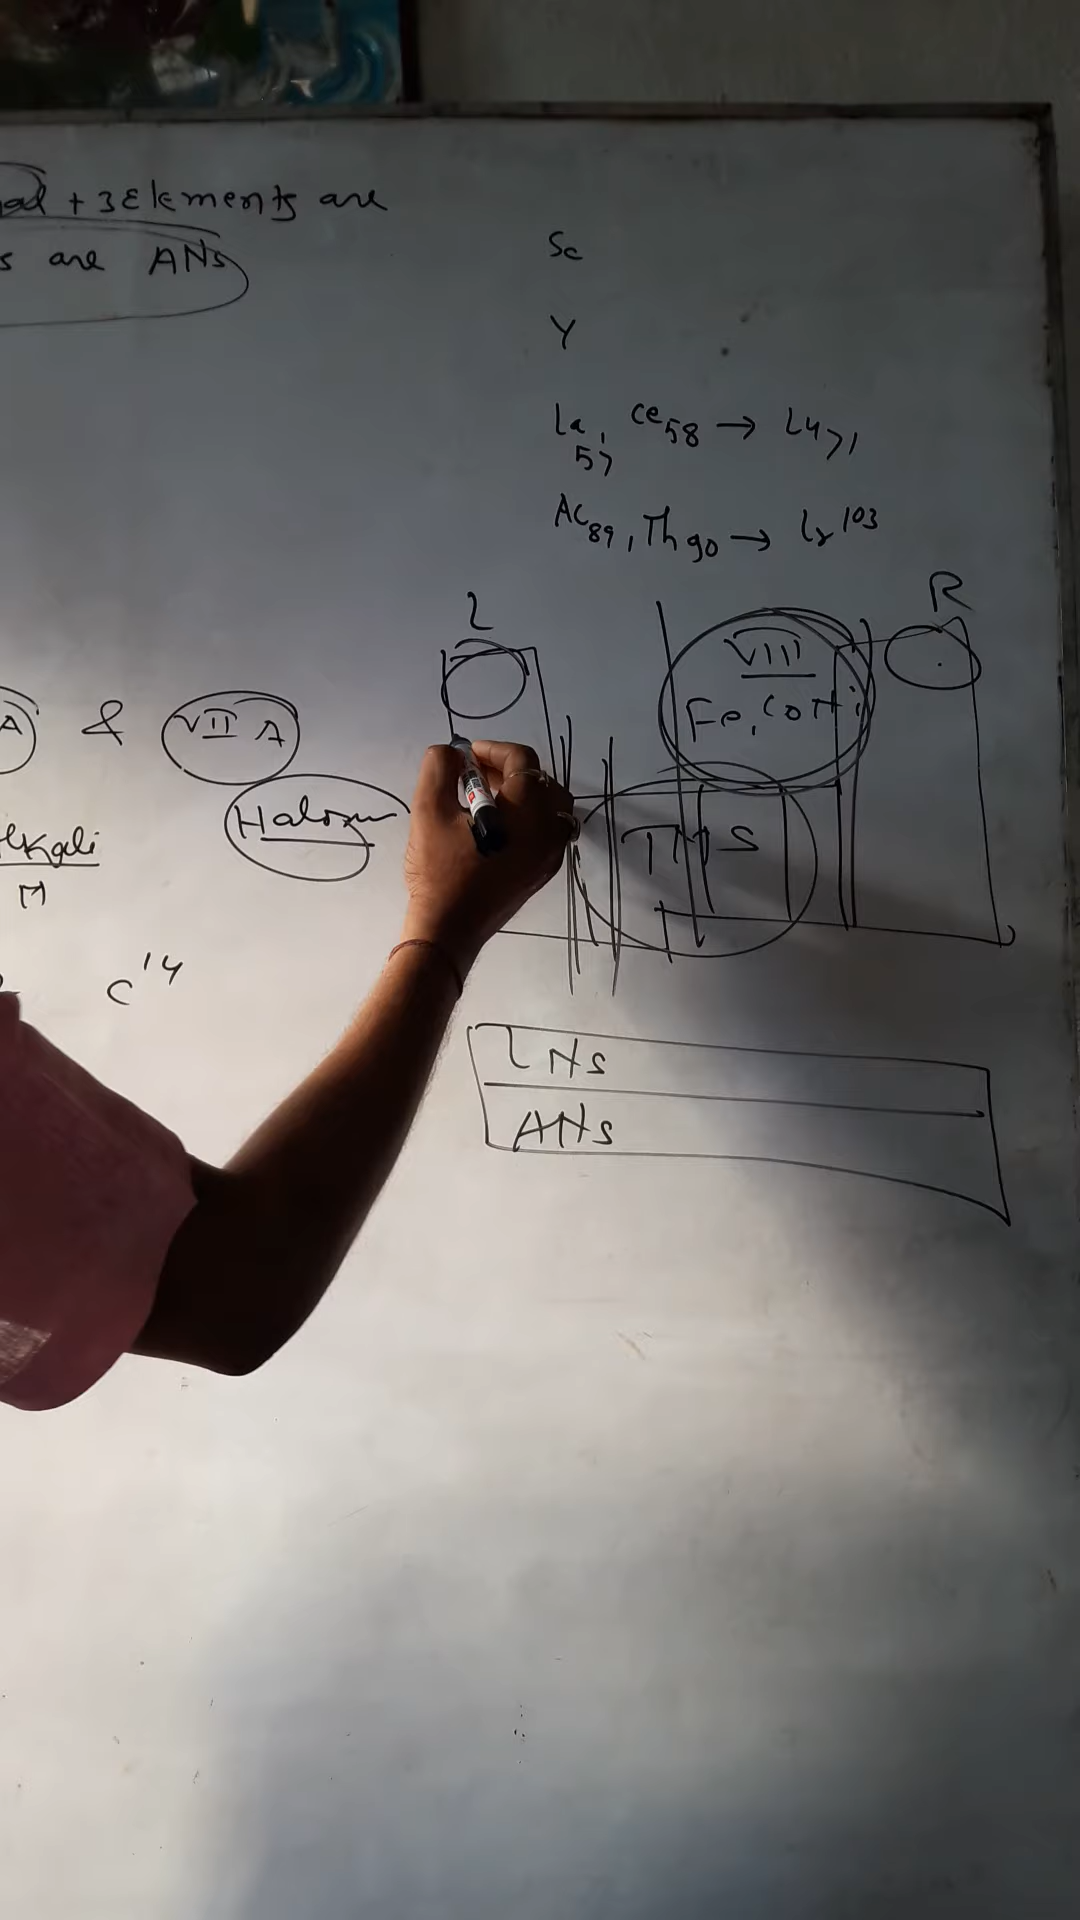 + 3 Elements are
s are ANs
Sc
Y
La, Ce58 → Lu71
57
Ac89, Th90 → Lr103
L
R
A & VII A
Halogen
Alkali
M
C14
VIII
Fe, Co, Ni
TMS
LNs
ANs